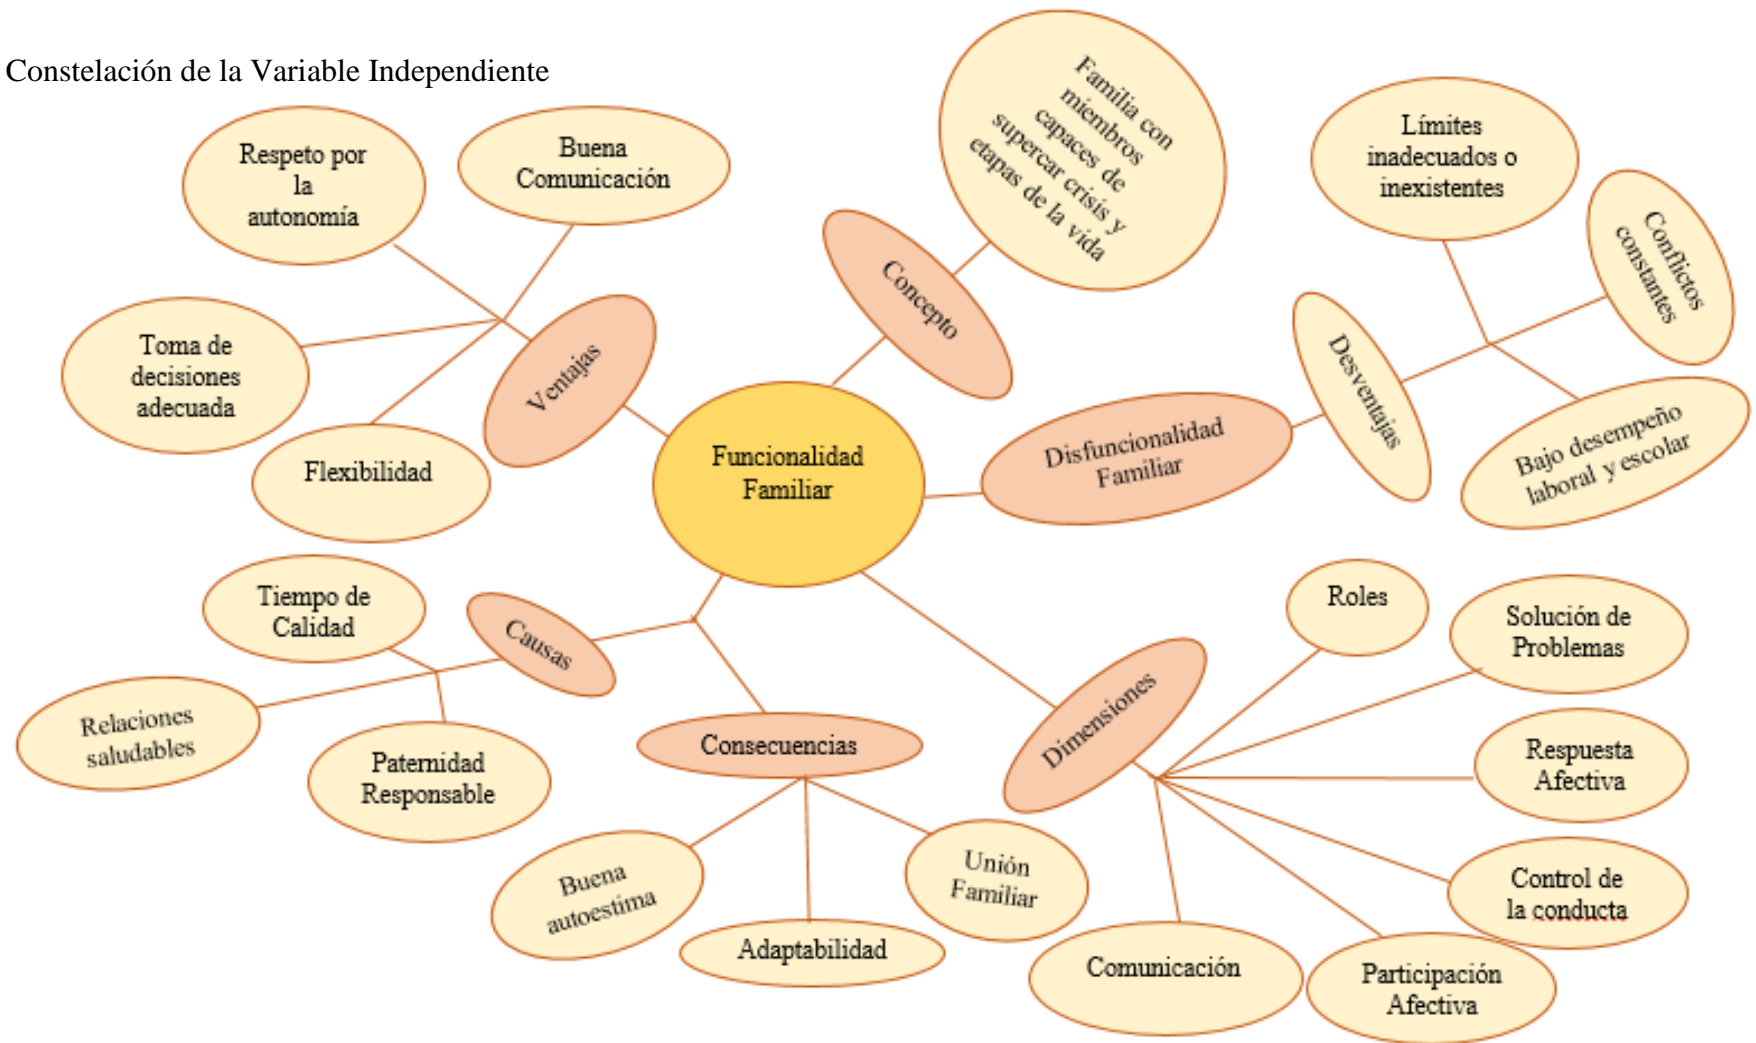 Constelación de la Variable Independiente
Respeto por
la
autonomía
Buena
Comunicación
Toma de
decisiones
adecuada
Flexibilidad
Ventajas
Concepto
Familia con
miembros
capaces de
supercar crisis y
etapas de la vida
Funcionalidad
Familiar
Disfuncionalidad
Familiar
Desventajas
Límites
inadecuados o
inexistentes
Conflictos
constantes
Bajo desempeño
laboral y escolar
Causas
Tiempo de
Calidad
Relaciones
saludables
Paternidad
Responsable
Consecuencias
Buena
autoestima
Adaptabilidad
Unión
Familiar
Dimensiones
Roles
Solución de
Problemas
Respuesta
Afectiva
Control de
la conducta
Participación
Afectiva
Comunicación